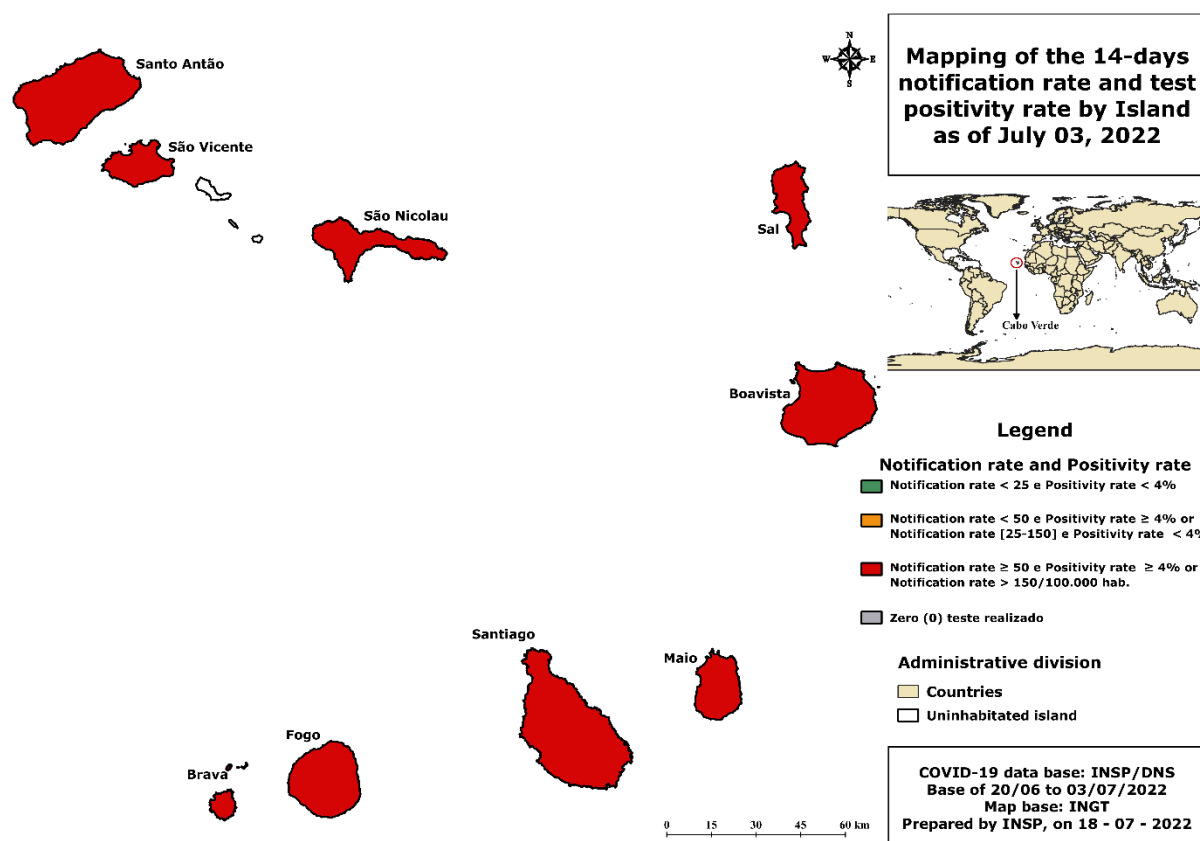 Mapping of the 14-days
notification rate and test
positivity rate by Island
as of July 03, 2022
N
W
E
S
Santo Antão
São Vicente
São Nicolau
Sal
Cabo Verde
Boavista
Legend
Notification rate and Positivity rate
Notification rate < 25 e Positivity rate < 4%
Notification rate < 50 e Positivity rate ≥ 4% or
Notification rate [25-150] e Positivity rate < 4%
Notification rate ≥ 50 e Positivity rate ≥ 4% or
Notification rate > 150/100.000 hab.
Zero (0) teste realizado
Santiago
Maio
Administrative division
Countries
Uninhabitated island
Fogo
Brava
COVID-19 data base: INSP/DNS
Base of 20/06 to 03/07/2022
Map base: INGT
Prepared by INSP, on 18 - 07 - 2022
0 15 30 45 60 km